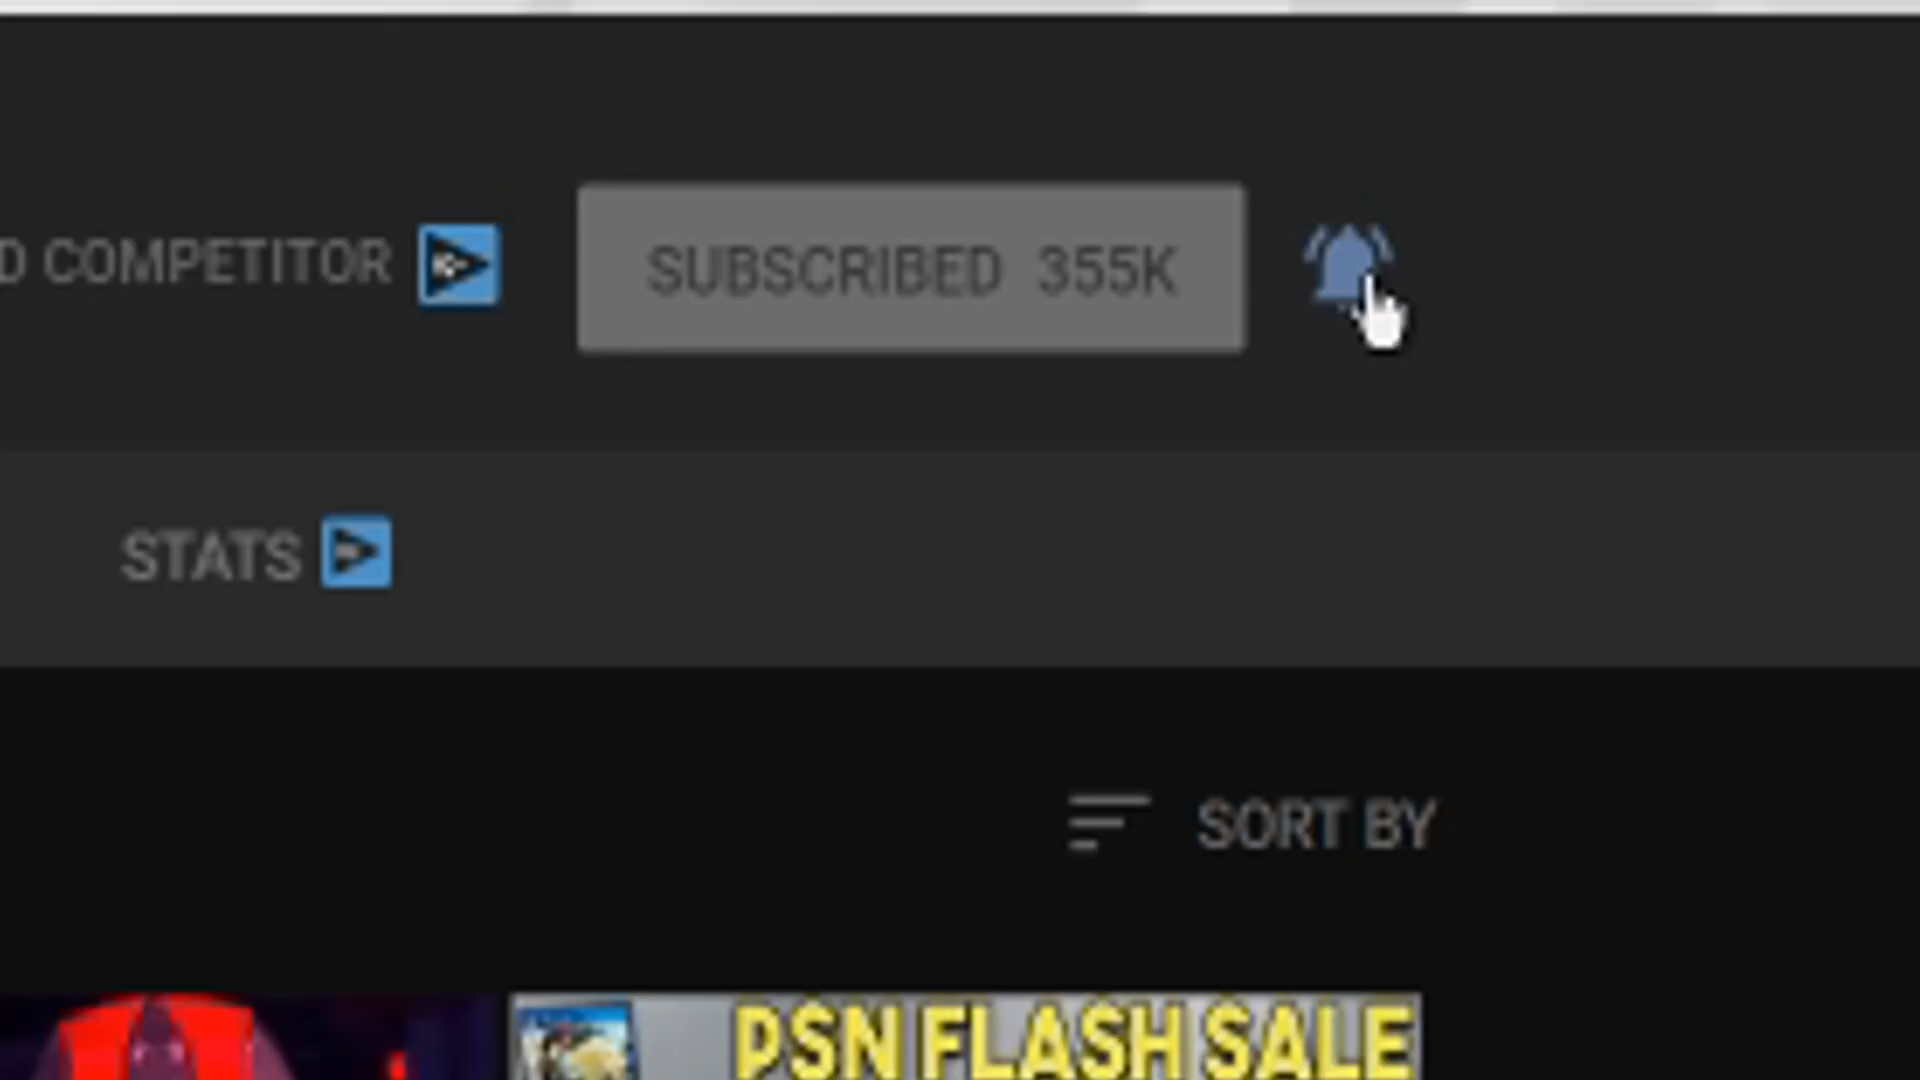 D COMPETITOR
SUBSCRIBED 355K
STATS
SORT BY
PSN FLASH SALE